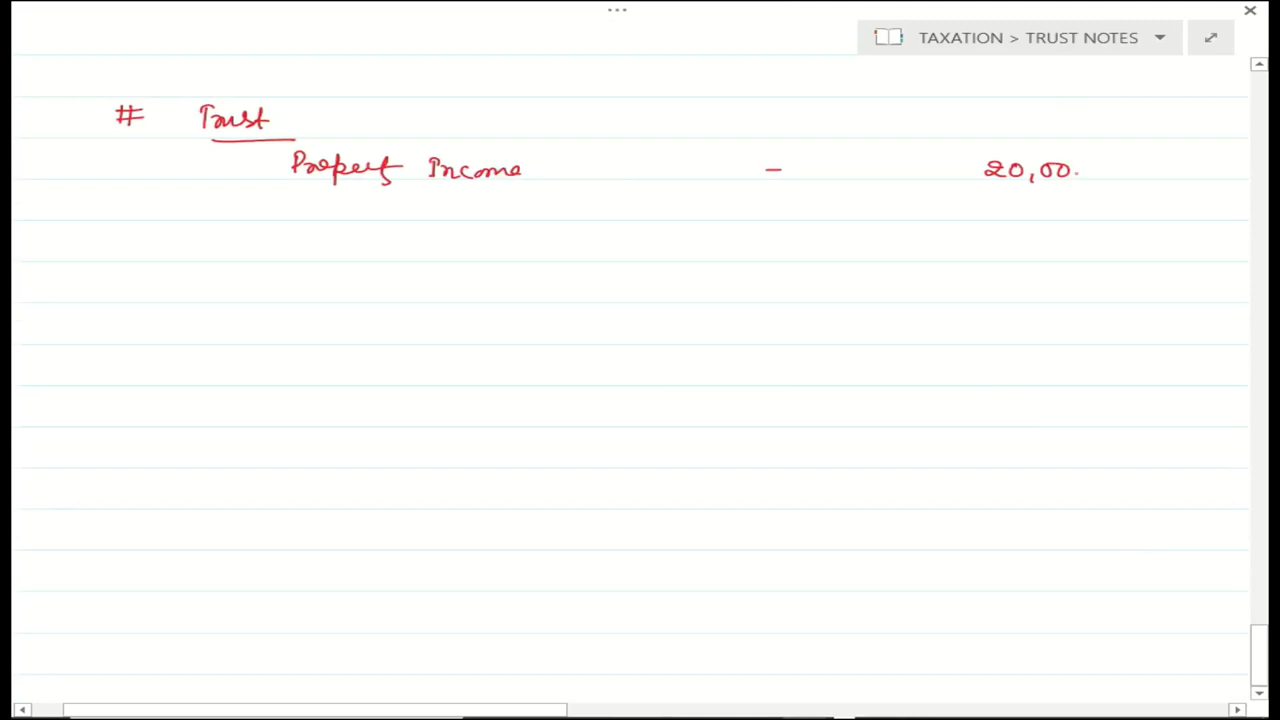 TAXATION > TRUST NOTES
# Trust
Property Income - 20,00.